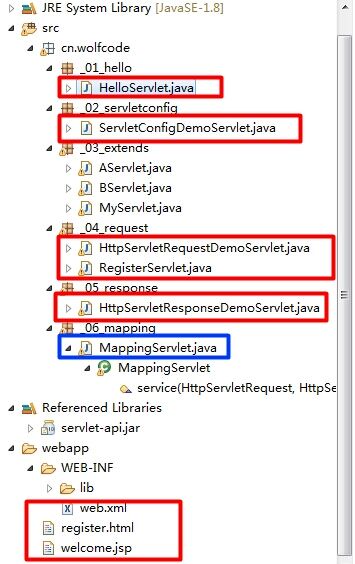 JRE System Library [JavaSE-1.8]
src
cn.wolfcode
_01_hello
HelloServlet.java
_02_servletconfig
ServletConfigDemoServlet.java
_03_extends
AServlet.java
BServlet.java
MyServlet.java
_04_request
HttpServletRequestDemoServlet.java
RegisterServlet.java
_05_response
HttpServletResponseDemoServlet.java
_06_mapping
MappingServlet.java
MappingServlet
service(HttpServletRequest, HttpS
Referenced Libraries
servlet-api.jar
webapp
WEB-INF
lib
web.xml
register.html
welcome.jsp